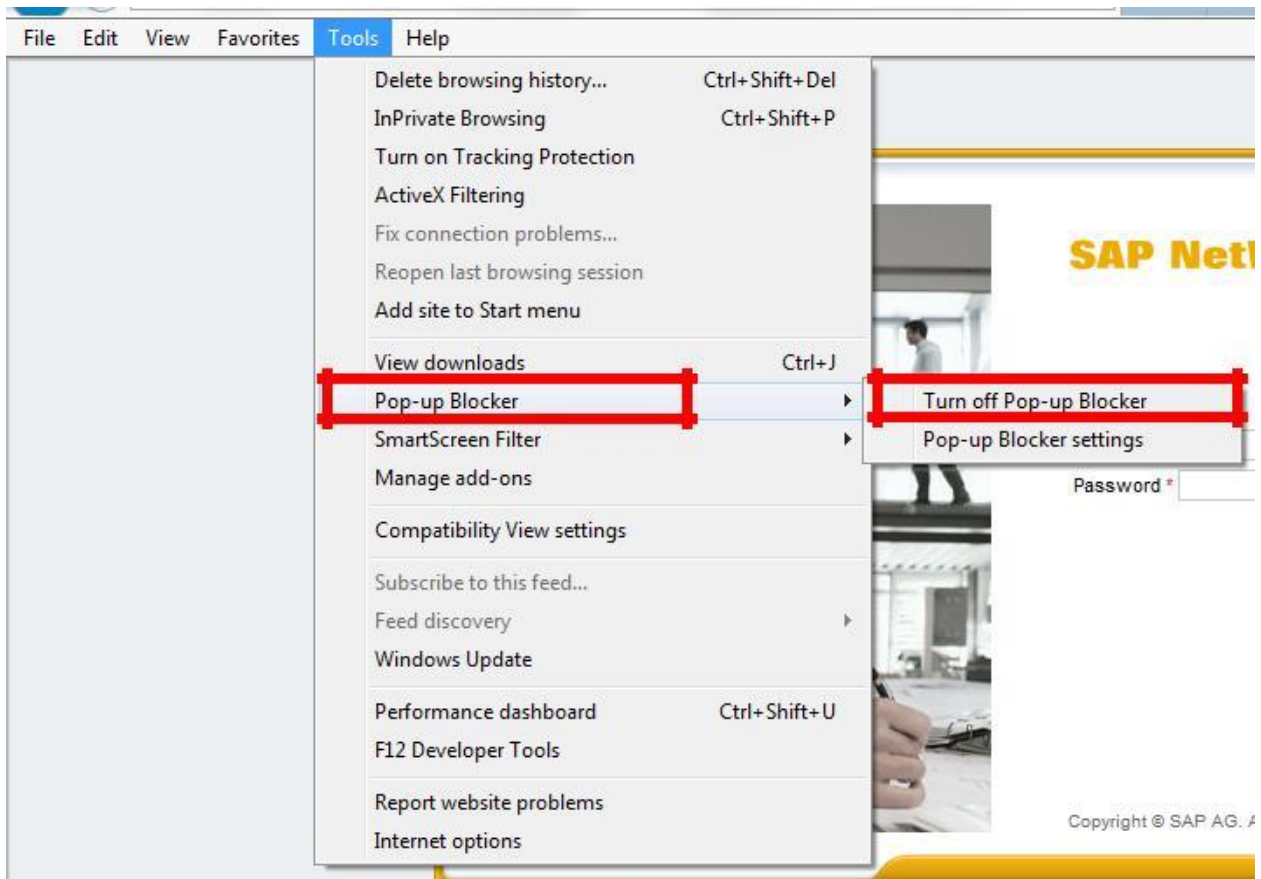 File Edit View Favorites Tools Help
Delete browsing history... Ctrl+Shift+Del
InPrivate Browsing Ctrl+Shift+P
Turn on Tracking Protection
ActiveX Filtering
Fix connection problems...
Reopen last browsing session
Add site to Start menu
SAP Net
View downloads Ctrl+J
Pop-up Blocker
Turn off Pop-up Blocker
SmartScreen Filter
Pop-up Blocker settings
Manage add-ons
Password *
Compatibility View settings
Subscribe to this feed...
Feed discovery
Windows Update
Performance dashboard Ctrl+Shift+U
F12 Developer Tools
Report website problems
Internet options
Copyright © SAP AG.